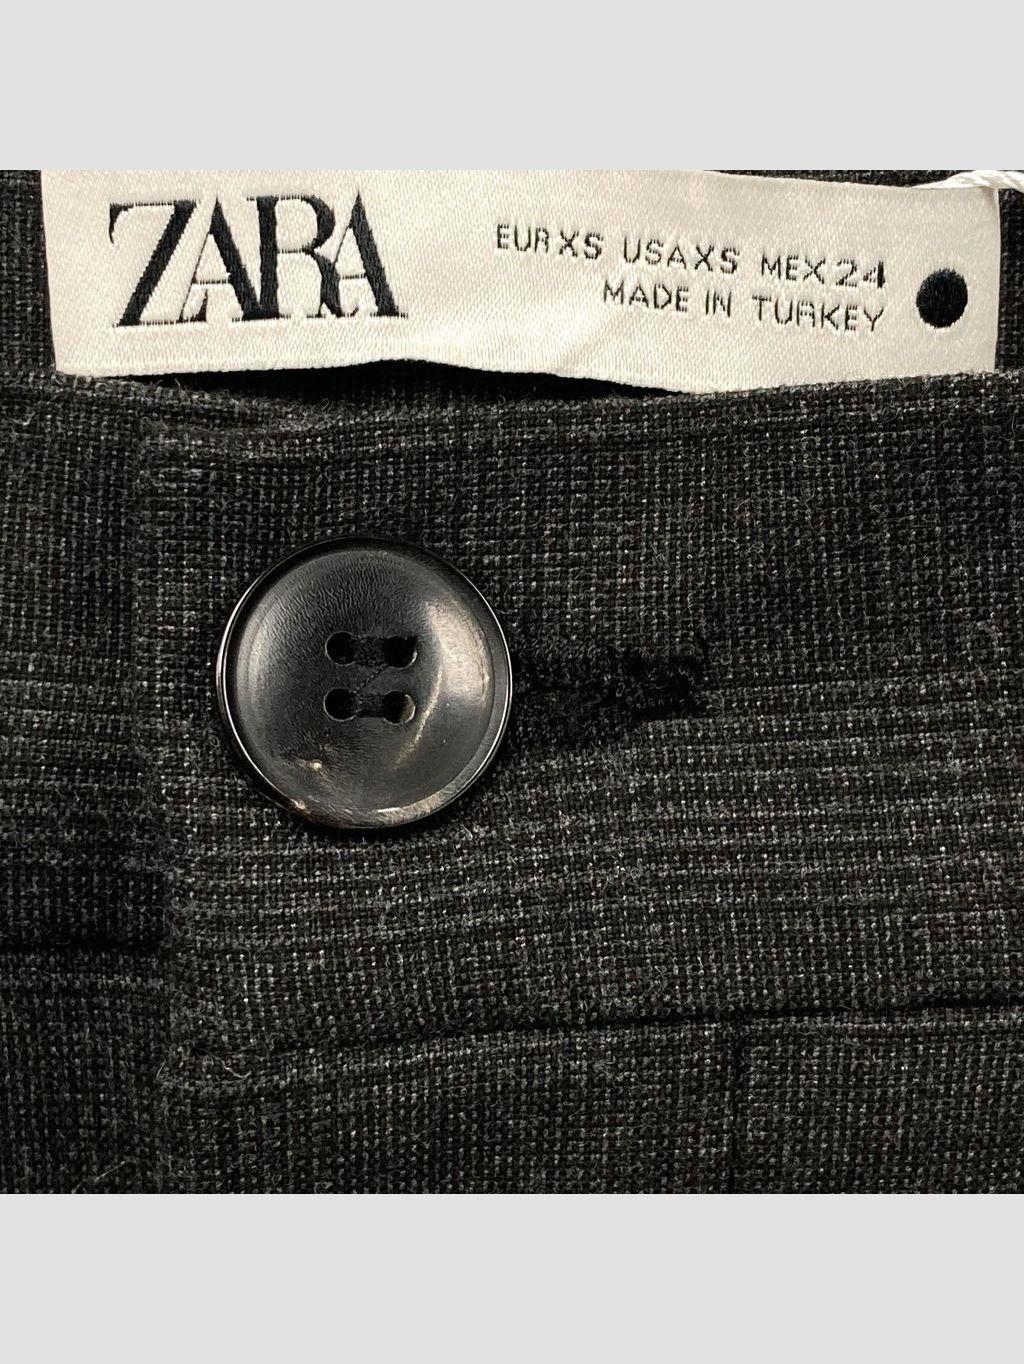 ZARA
EUR XS USA XS MEX 24
MADE IN TURKEY